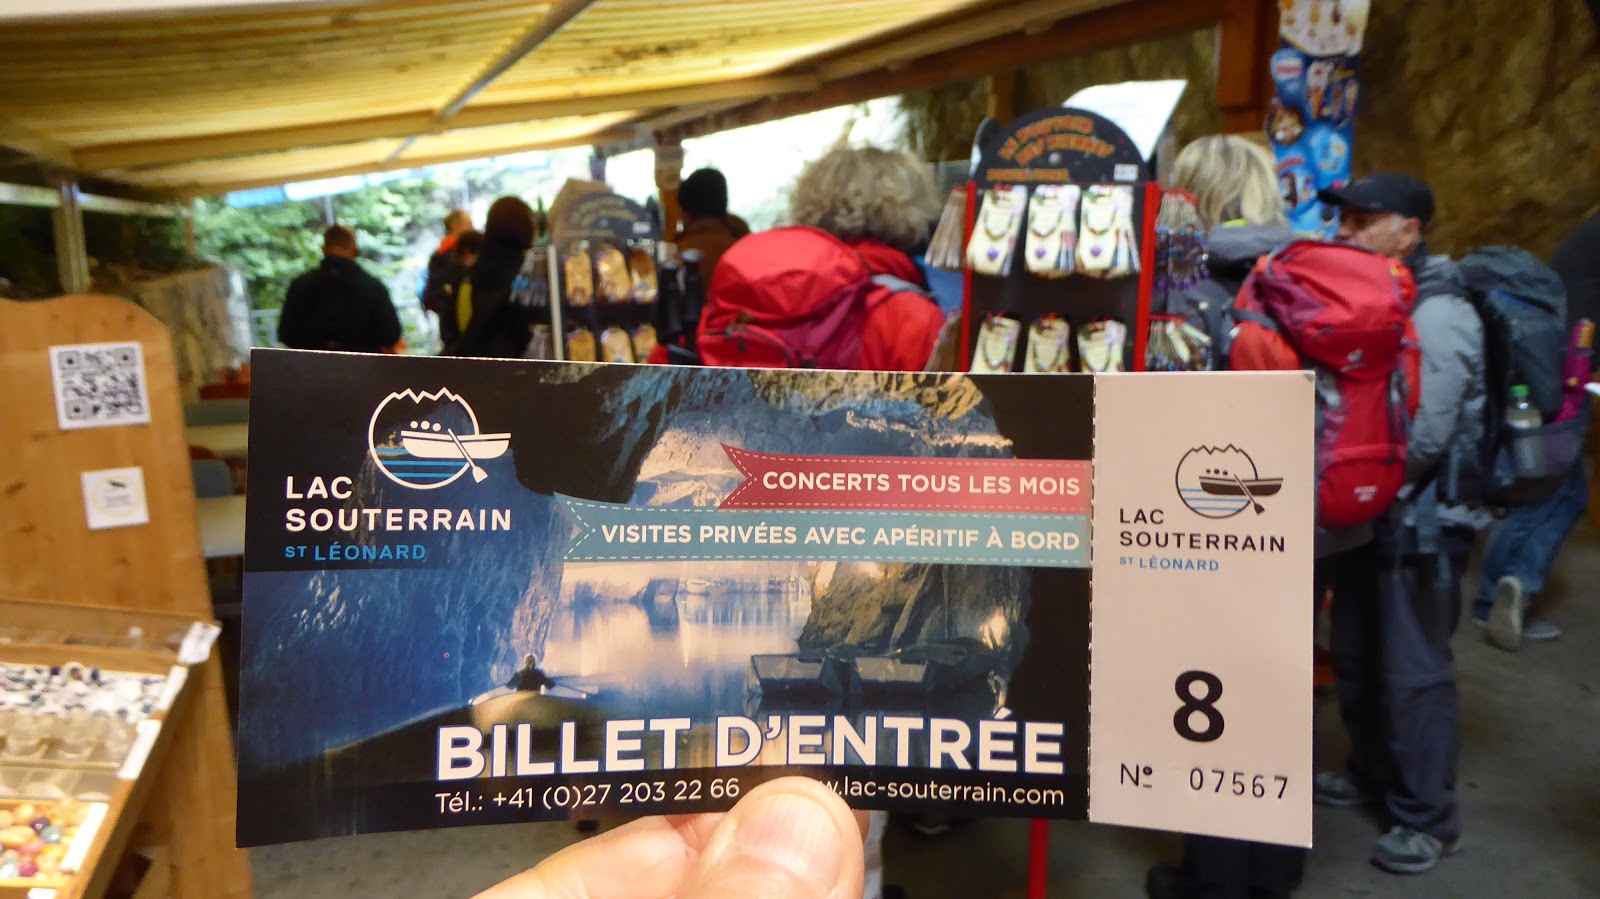 LAC
SOUTERRAIN
ST LÉONARD
CONCERTS TOUS LES MOIS
VISITES PRIVÉES AVEC APÉRITIF À BORD
BILLET D'ENTRÉE
Tél.: +41 (0)27 203 22 66
w.lac-souterrain.com
LAC
SOUTERRAIN
ST LÉONARD
8
Nº 07567